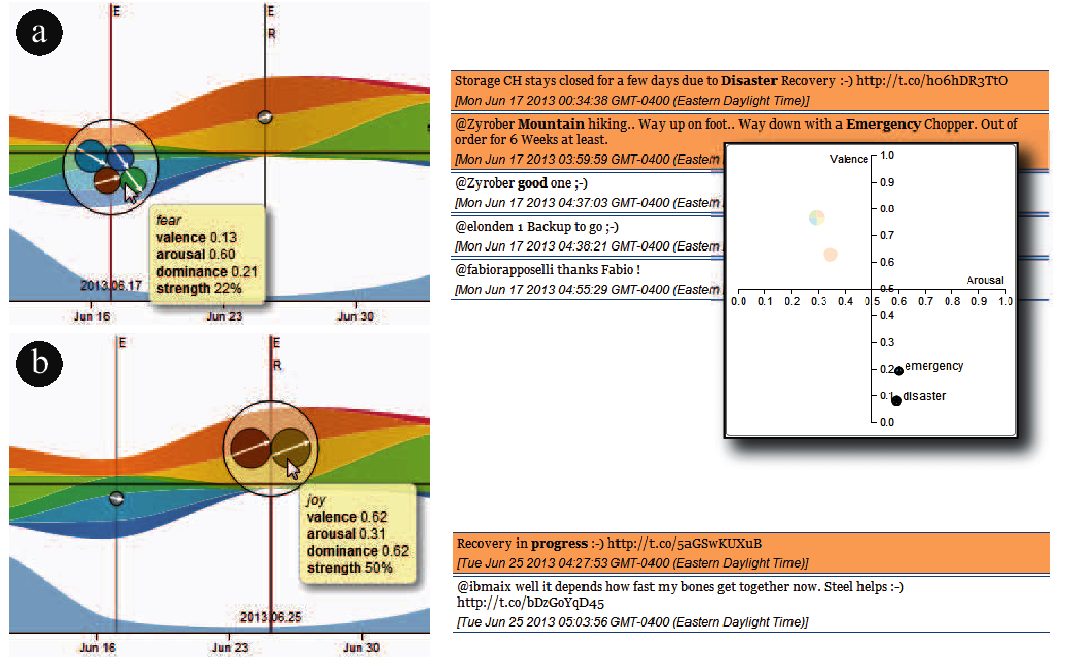 a
E
E
R
fear
valence 0.13
arousal 0.60
dominance 0.21
strength 22%
2013.06.17
Jun 16
Jun 23
Jun 30
Storage CH stays closed for a few days due to Disaster Recovery :-) http://t.co/h06hDR3TtO
[Mon Jun 17 2013 00:34:38 GMT-0400 (Eastern Daylight Time)]
@Zyrober Mountain hiking.. Way up on foot.. Way down with a Emergency Chopper. Out of
order for 6 Weeks at least.
[Mon Jun 17 2013 03:59:59 GMT-0400 (Eastern
@Zyrober good one ;-)
[Mon Jun 17 2013 04:37:03 GMT-0400 (Eastern
@elonden 1 Backup to go ;-)
[Mon Jun 17 2013 04:38:21 GMT-0400 (Eastern
@fabiorapposelli thanks Fabio !
[Mon Jun 17 2013 04:55:29 GMT-0400 (Eastern
Valence
1.0
0.9
0.8
0.7
0.6
Arousal
0.0 0.1 0.2 0.3 0.4 0.5 0.6 0.7 0.8 0.9 1.0
0.4
0.3
0.2 emergency
0.1 disaster
0.0
b
E
E
R
joy
valence 0.62
arousal 0.31
dominance 0.62
strength 50%
2013.06.25
Jun 16
Jun 23
Jun 30
Recovery in progress :-) http://t.co/5aGSwKUXuB
[Tue Jun 25 2013 04:27:53 GMT-0400 (Eastern Daylight Time)]
@ibmaix well it depends how fast my bones get together now. Steel helps :-)
http://t.co/bDzGoYqD45
[Tue Jun 25 2013 05:03:56 GMT-0400 (Eastern Daylight Time)]